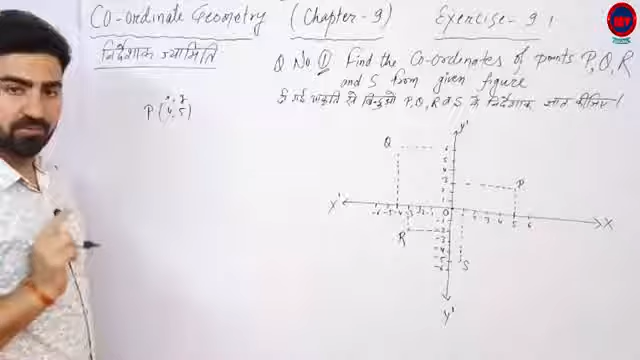 Co-ordinate Geometry (Chapter-9) Exercise-9.1
निर्देशांक ज्यामिति
Q No. ① Find the Co-ordinates of points P, Q, R
and S from given figure
दी गई आकृति से बिन्दुओं P, Q, R व S के निर्देशांक ज्ञात कीजिए।
x, y
P(4, 5)
Y'
Q
P
X'
O
X
R
S
Y'